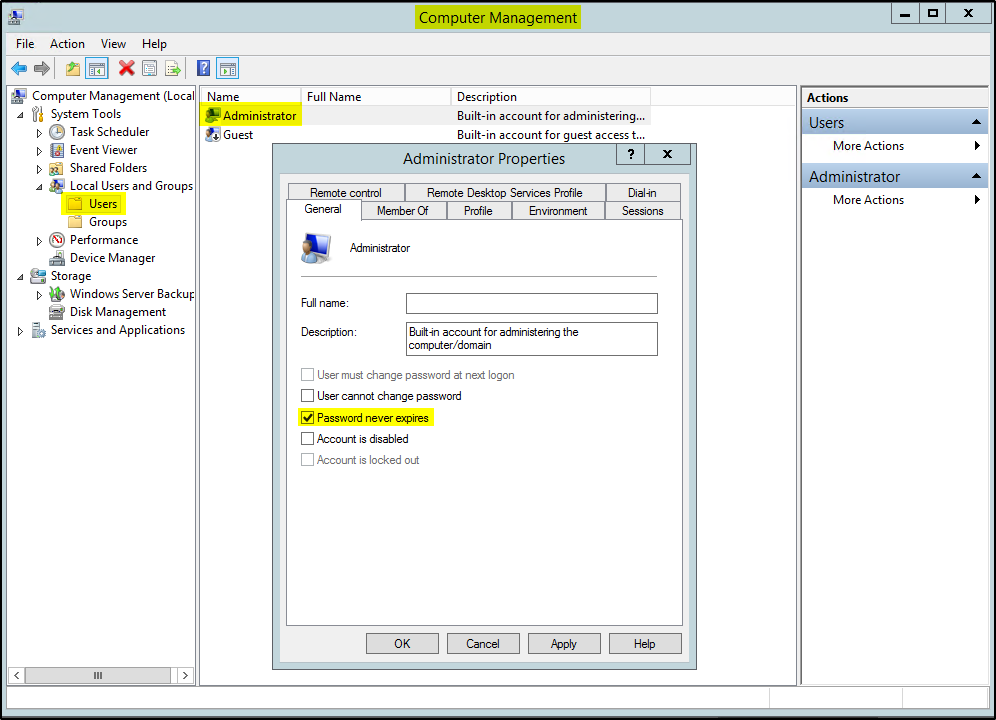 Computer Management
File Action View Help
Computer Management (Local
System Tools
Task Scheduler
Event Viewer
Shared Folders
Local Users and Groups
Users
Groups
Performance
Device Manager
Storage
Windows Server Backup
Disk Management
Services and Applications
Name Full Name Description
Administrator Built-in account for administering...
Guest Built-in account for guest access t...
Administrator Properties
? X
Remote control Remote Desktop Services Profile Dial-in
General Member Of Profile Environment Sessions
Administrator
Full name:
Description: Built-in account for administering the
computer/domain
User must change password at next logon
User cannot change password
Password never expires
Account is disabled
Account is locked out
OK Cancel Apply Help
Actions
Users
More Actions
Administrator
More Actions